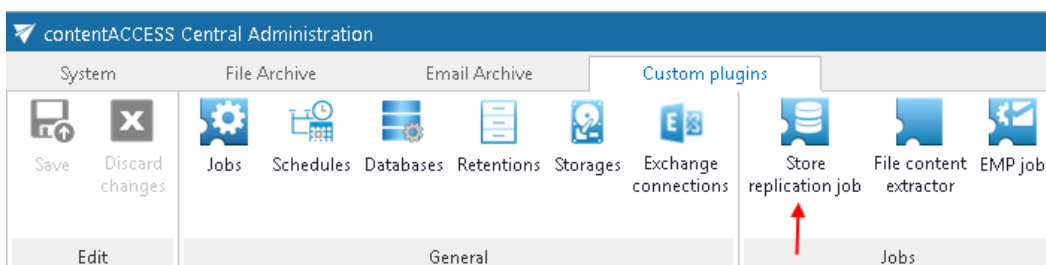 contentACCESS Central Administration
System File Archive Email Archive Custom plugins
Save Discard changes Jobs Schedules Databases Retentions Storages Exchange connections Store replication job File content extractor EMP job
Edit General Jobs